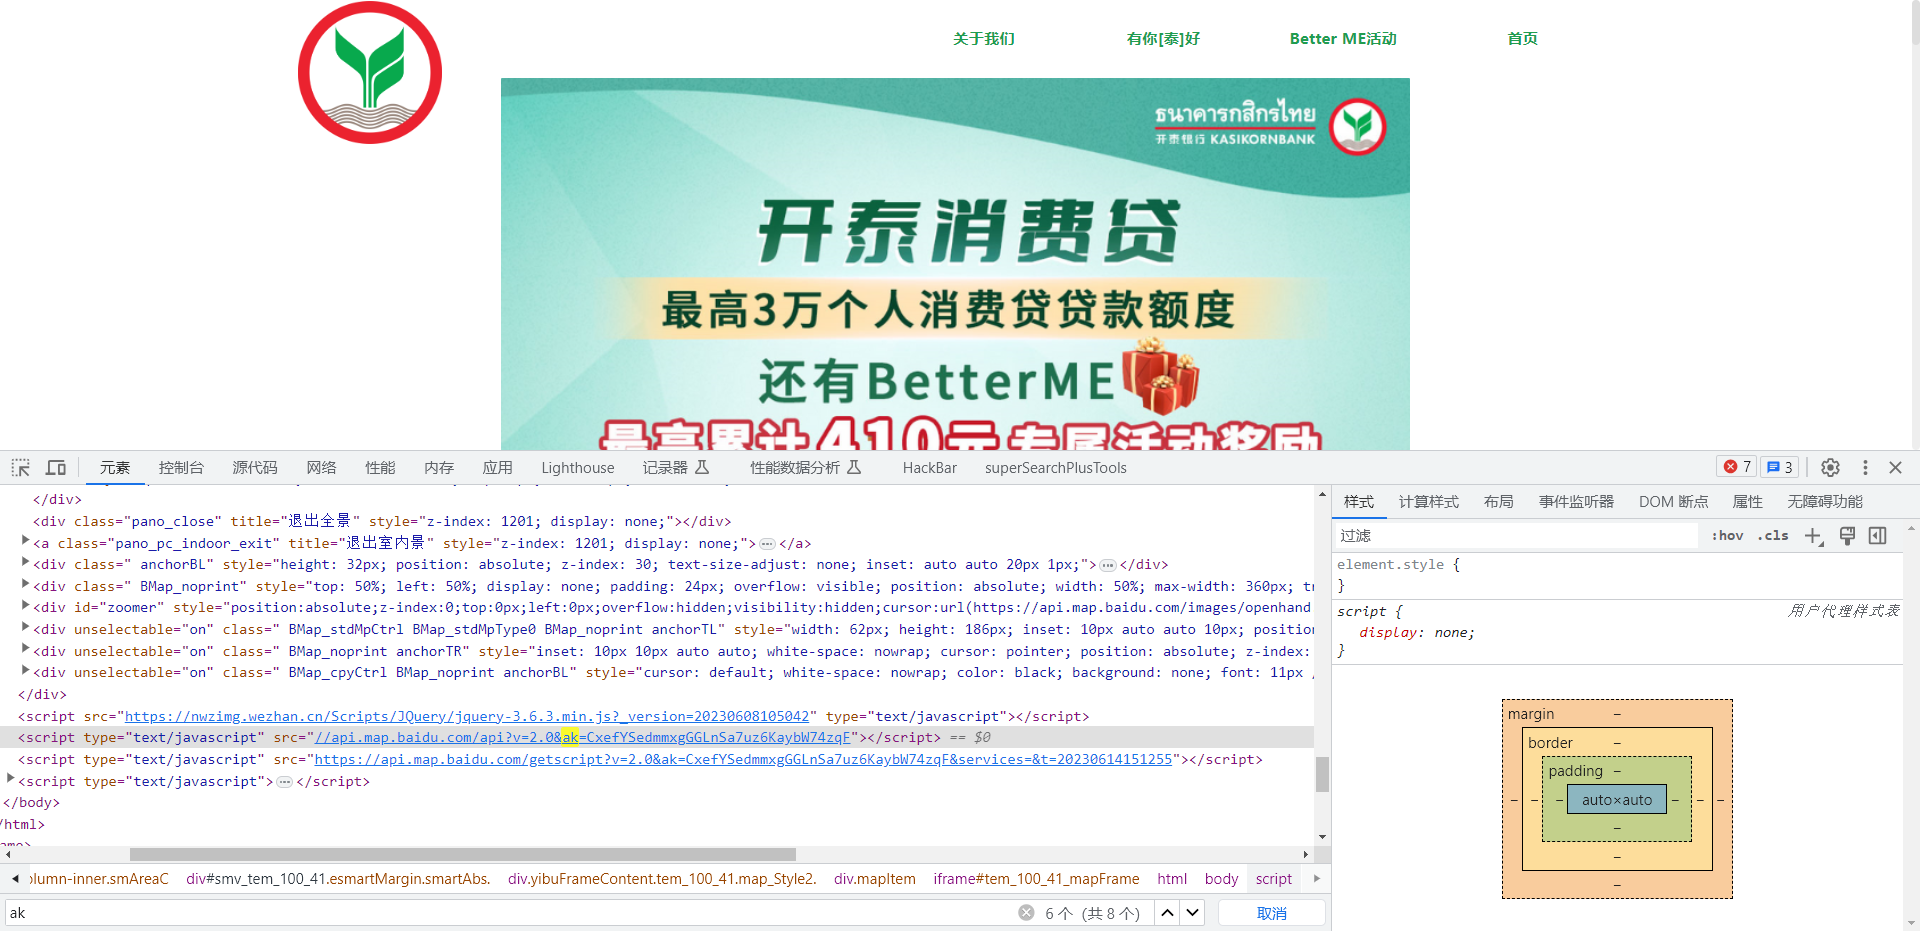 关于我们 有你[泰]好 Better ME活动 首页
ธนาคารกสิกรไทย
开泰银行 KASIKORNBANK
开泰消费贷
最高3万个人消费贷贷款额度
还有BetterME
最高累计410元专属活动奖励
元素 控制台 源代码 网络 性能 内存 应用 Lighthouse 记录器 性能数据分析 HackBar superSearchPlusTools 7 3
</div>
<div class="pano_close" title="退出全景" style="z-index: 1201; display: none;"></div>
<a class="pano_pc_indoor_exit" title="退出室内景" style="z-index: 1201; display: none;">…</a>
<div class=" anchorBL" style="height: 32px; position: absolute; z-index: 30; text-size-adjust: none; inset: auto auto 20px 1px;">…</div>
<div class=" BMap_noprint" style="top: 50%; left: 50%; display: none; padding: 24px; overflow: visible; position: absolute; width: 50%; max-width: 360px; tr
<div id="zoomer" style="position:absolute;z-index:0;top:0px;left:0px;overflow:hidden;visibility:hidden;cursor:url(https://api.map.baidu.com/images/openhand
<div unselectable="on" class=" BMap_stdMpCtrl BMap_stdMpType0 BMap_noprint anchorTL" style="width: 62px; height: 186px; inset: 10px auto auto 10px; position
<div unselectable="on" class=" BMap_noprint anchorTR" style="inset: 10px 10px auto auto; white-space: nowrap; cursor: pointer; position: absolute; z-index:
<div unselectable="on" class=" BMap_cpyCtrl BMap_noprint anchorBL" style="cursor: default; white-space: nowrap; color: black; background: none; font: 11px /
</div>
<script src="https://nwzimg.wezhan.cn/Scripts/JQuery/jquery-3.6.3.min.js?_version=20230608105042" type="text/javascript"></script>
<script type="text/javascript" src="//api.map.baidu.com/api?v=2.0&ak=CxefYSedmmxgGGLnSa7uz6KaybW74zqF"></script> == $0
<script type="text/javascript" src="https://api.map.baidu.com/getscript?v=2.0&ak=CxefYSedmmxgGGLnSa7uz6KaybW74zqF&services=&t=20230614151255"></script>
<script type="text/javascript">…</script>
</body>
/html>
olumn-inner.smAreaC div#smv_tem_100_41.esmartMargin.smartAbs. div.yibuFrameContent.tem_100_41.map_Style2. div.mapItem iframe#tem_100_41_mapFrame html body script
ak 6个 (共 8 个) 取消
样式 计算样式 布局 事件监听器 DOM 断点 属性 无障碍功能
过滤 :hov .cls
element.style {
}
script { 用户代理样式表
display: none;
}
margin –
border –
padding –
– – – auto×auto – – –
–
–
–